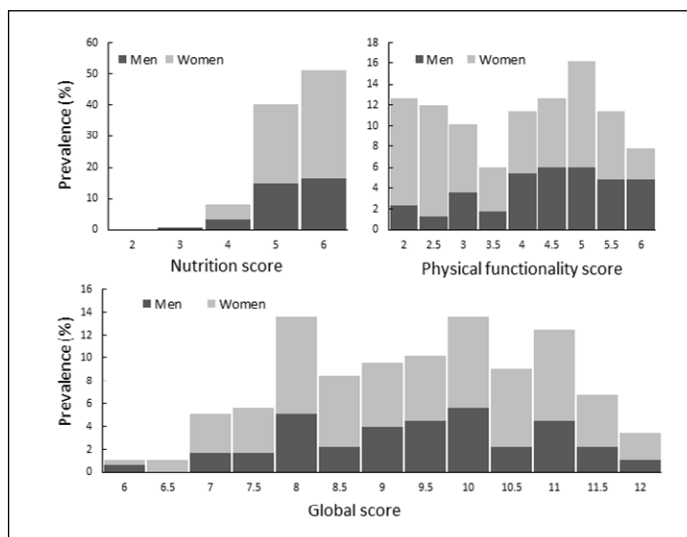 Men Women
Prevalence (%)
60
50
40
30
20
10
0
2 3 4 5 6
Nutrition score
Men Women
18
16
14
12
10
8
6
4
2
0
2 2.5 3 3.5 4 4.5 5 5.5 6
Physical functionality score
Men Women
Prevalence (%)
16
14
12
10
8
6
4
2
0
6 6.5 7 7.5 8 8.5 9 9.5 10 10.5 11 11.5 12
Global score